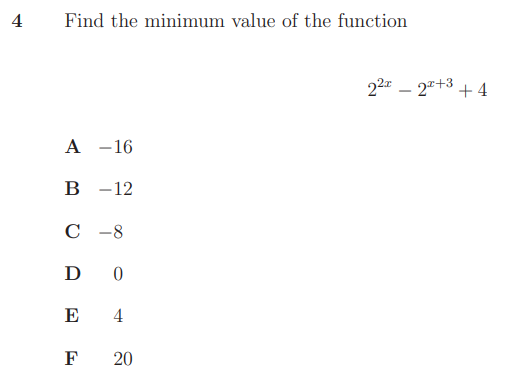 4 Find the minimum value of the function
2^{2x} − 2^{x+3} + 4
A −16
B −12
C −8
D 0
E 4
F 20